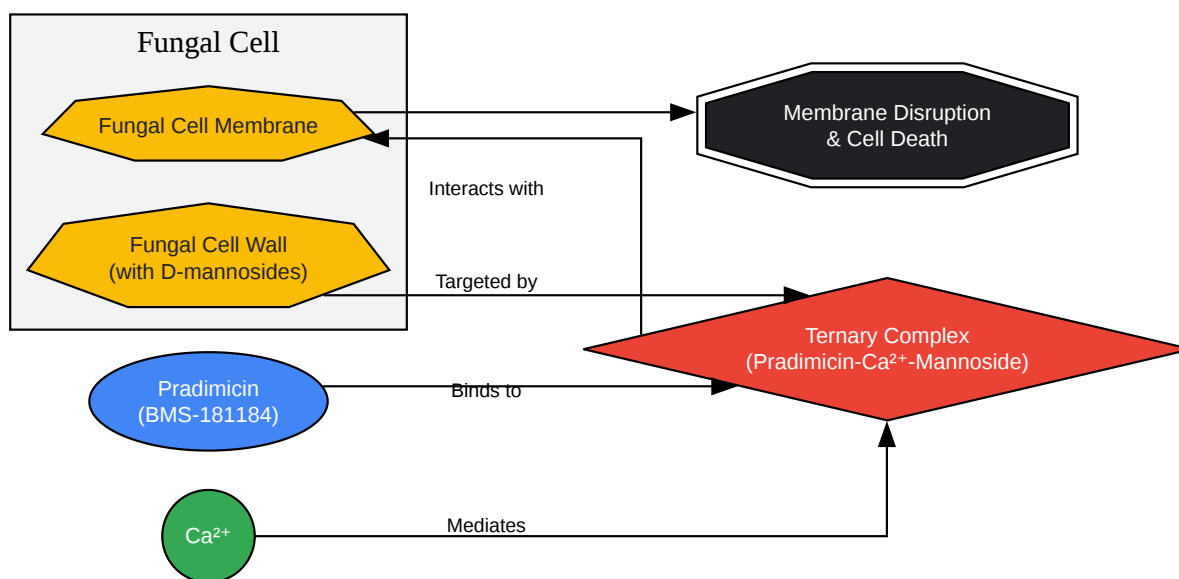 Fungal Cell
Fungal Cell Membrane
Membrane Disruption
& Cell Death
Interacts with
Fungal Cell Wall
(with D-mannosides)
Targeted by
Ternary Complex
(Pradimicin-Ca²⁺-Mannoside)
Pradimicin
(BMS-181184)
Binds to
Ca²⁺
Mediates